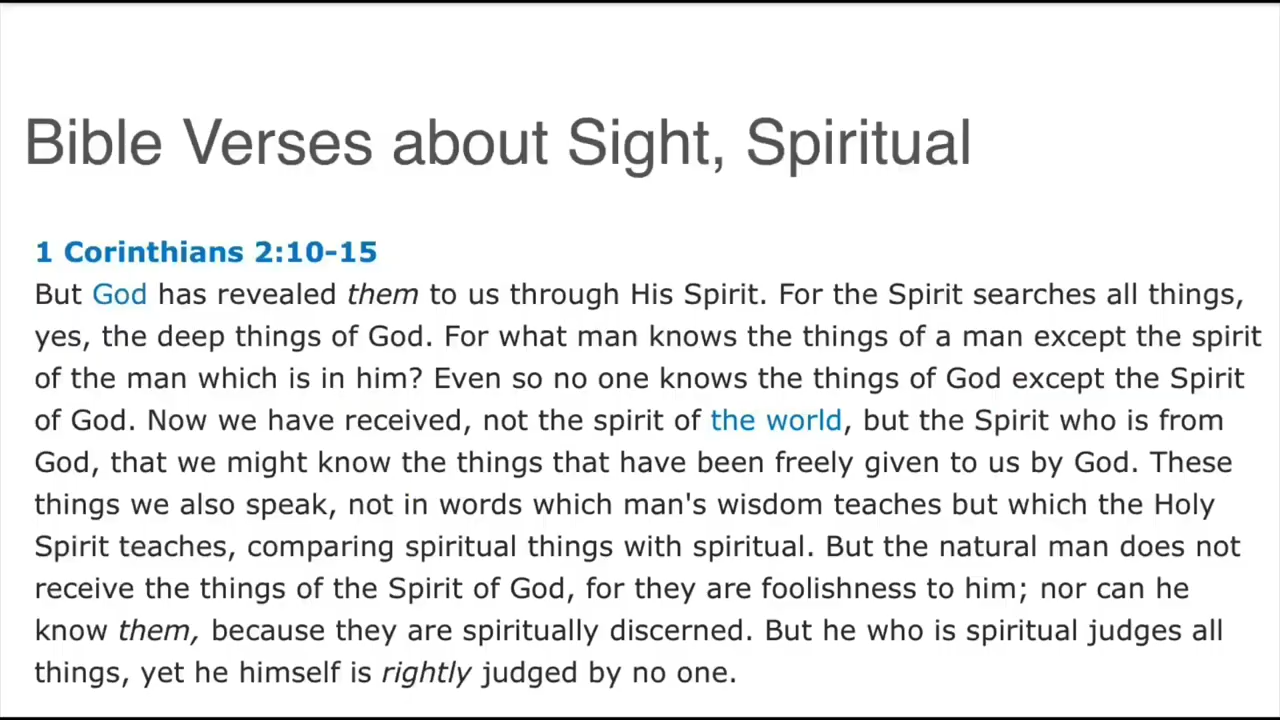 Bible Verses about Sight, Spiritual
1 Corinthians 2:10-15
But God has revealed them to us through His Spirit. For the Spirit searches all things,
yes, the deep things of God. For what man knows the things of a man except the spirit
of the man which is in him? Even so no one knows the things of God except the Spirit
of God. Now we have received, not the spirit of the world, but the Spirit who is from
God, that we might know the things that have been freely given to us by God. These
things we also speak, not in words which man's wisdom teaches but which the Holy
Spirit teaches, comparing spiritual things with spiritual. But the natural man does not
receive the things of the Spirit of God, for they are foolishness to him; nor can he
know them, because they are spiritually discerned. But he who is spiritual judges all
things, yet he himself is rightly judged by no one.